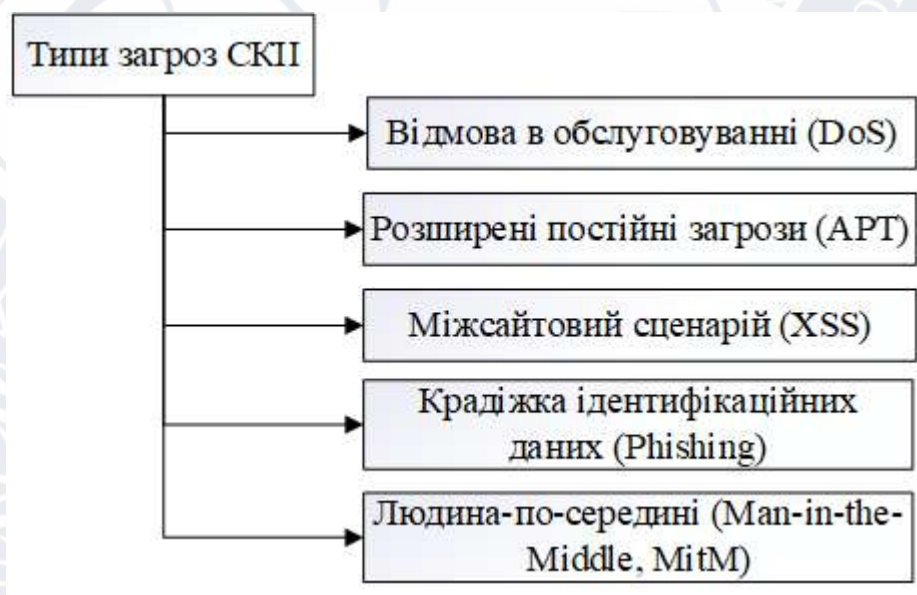 Типи загроз СКІІ
Відмова в обслуговуванні (DoS)
Розширені постійні загрози (APT)
Міжсайтовий сценарій (XSS)
Крадіжка ідентифікаційних
даних (Phishing)
Людина-по-середині (Man-in-the-
Middle, MitM)